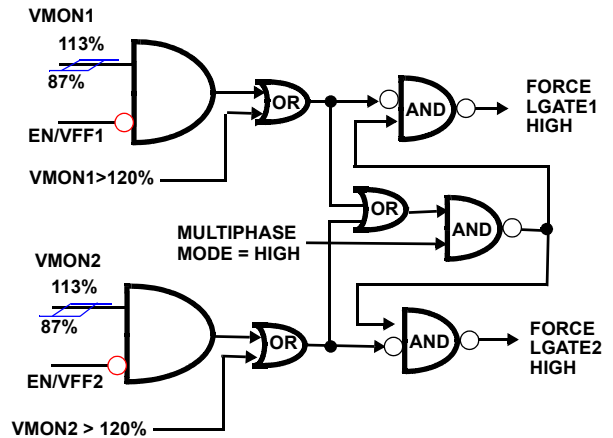 VMON1
113%
87%
EN/VFF1
VMON1>120%
OR
AND
FORCE
LGATE1
HIGH
OR
AND
MULTIPHASE
MODE = HIGH
VMON2
113%
87%
EN/VFF2
VMON2 > 120%
OR
AND
FORCE
LGATE2
HIGH